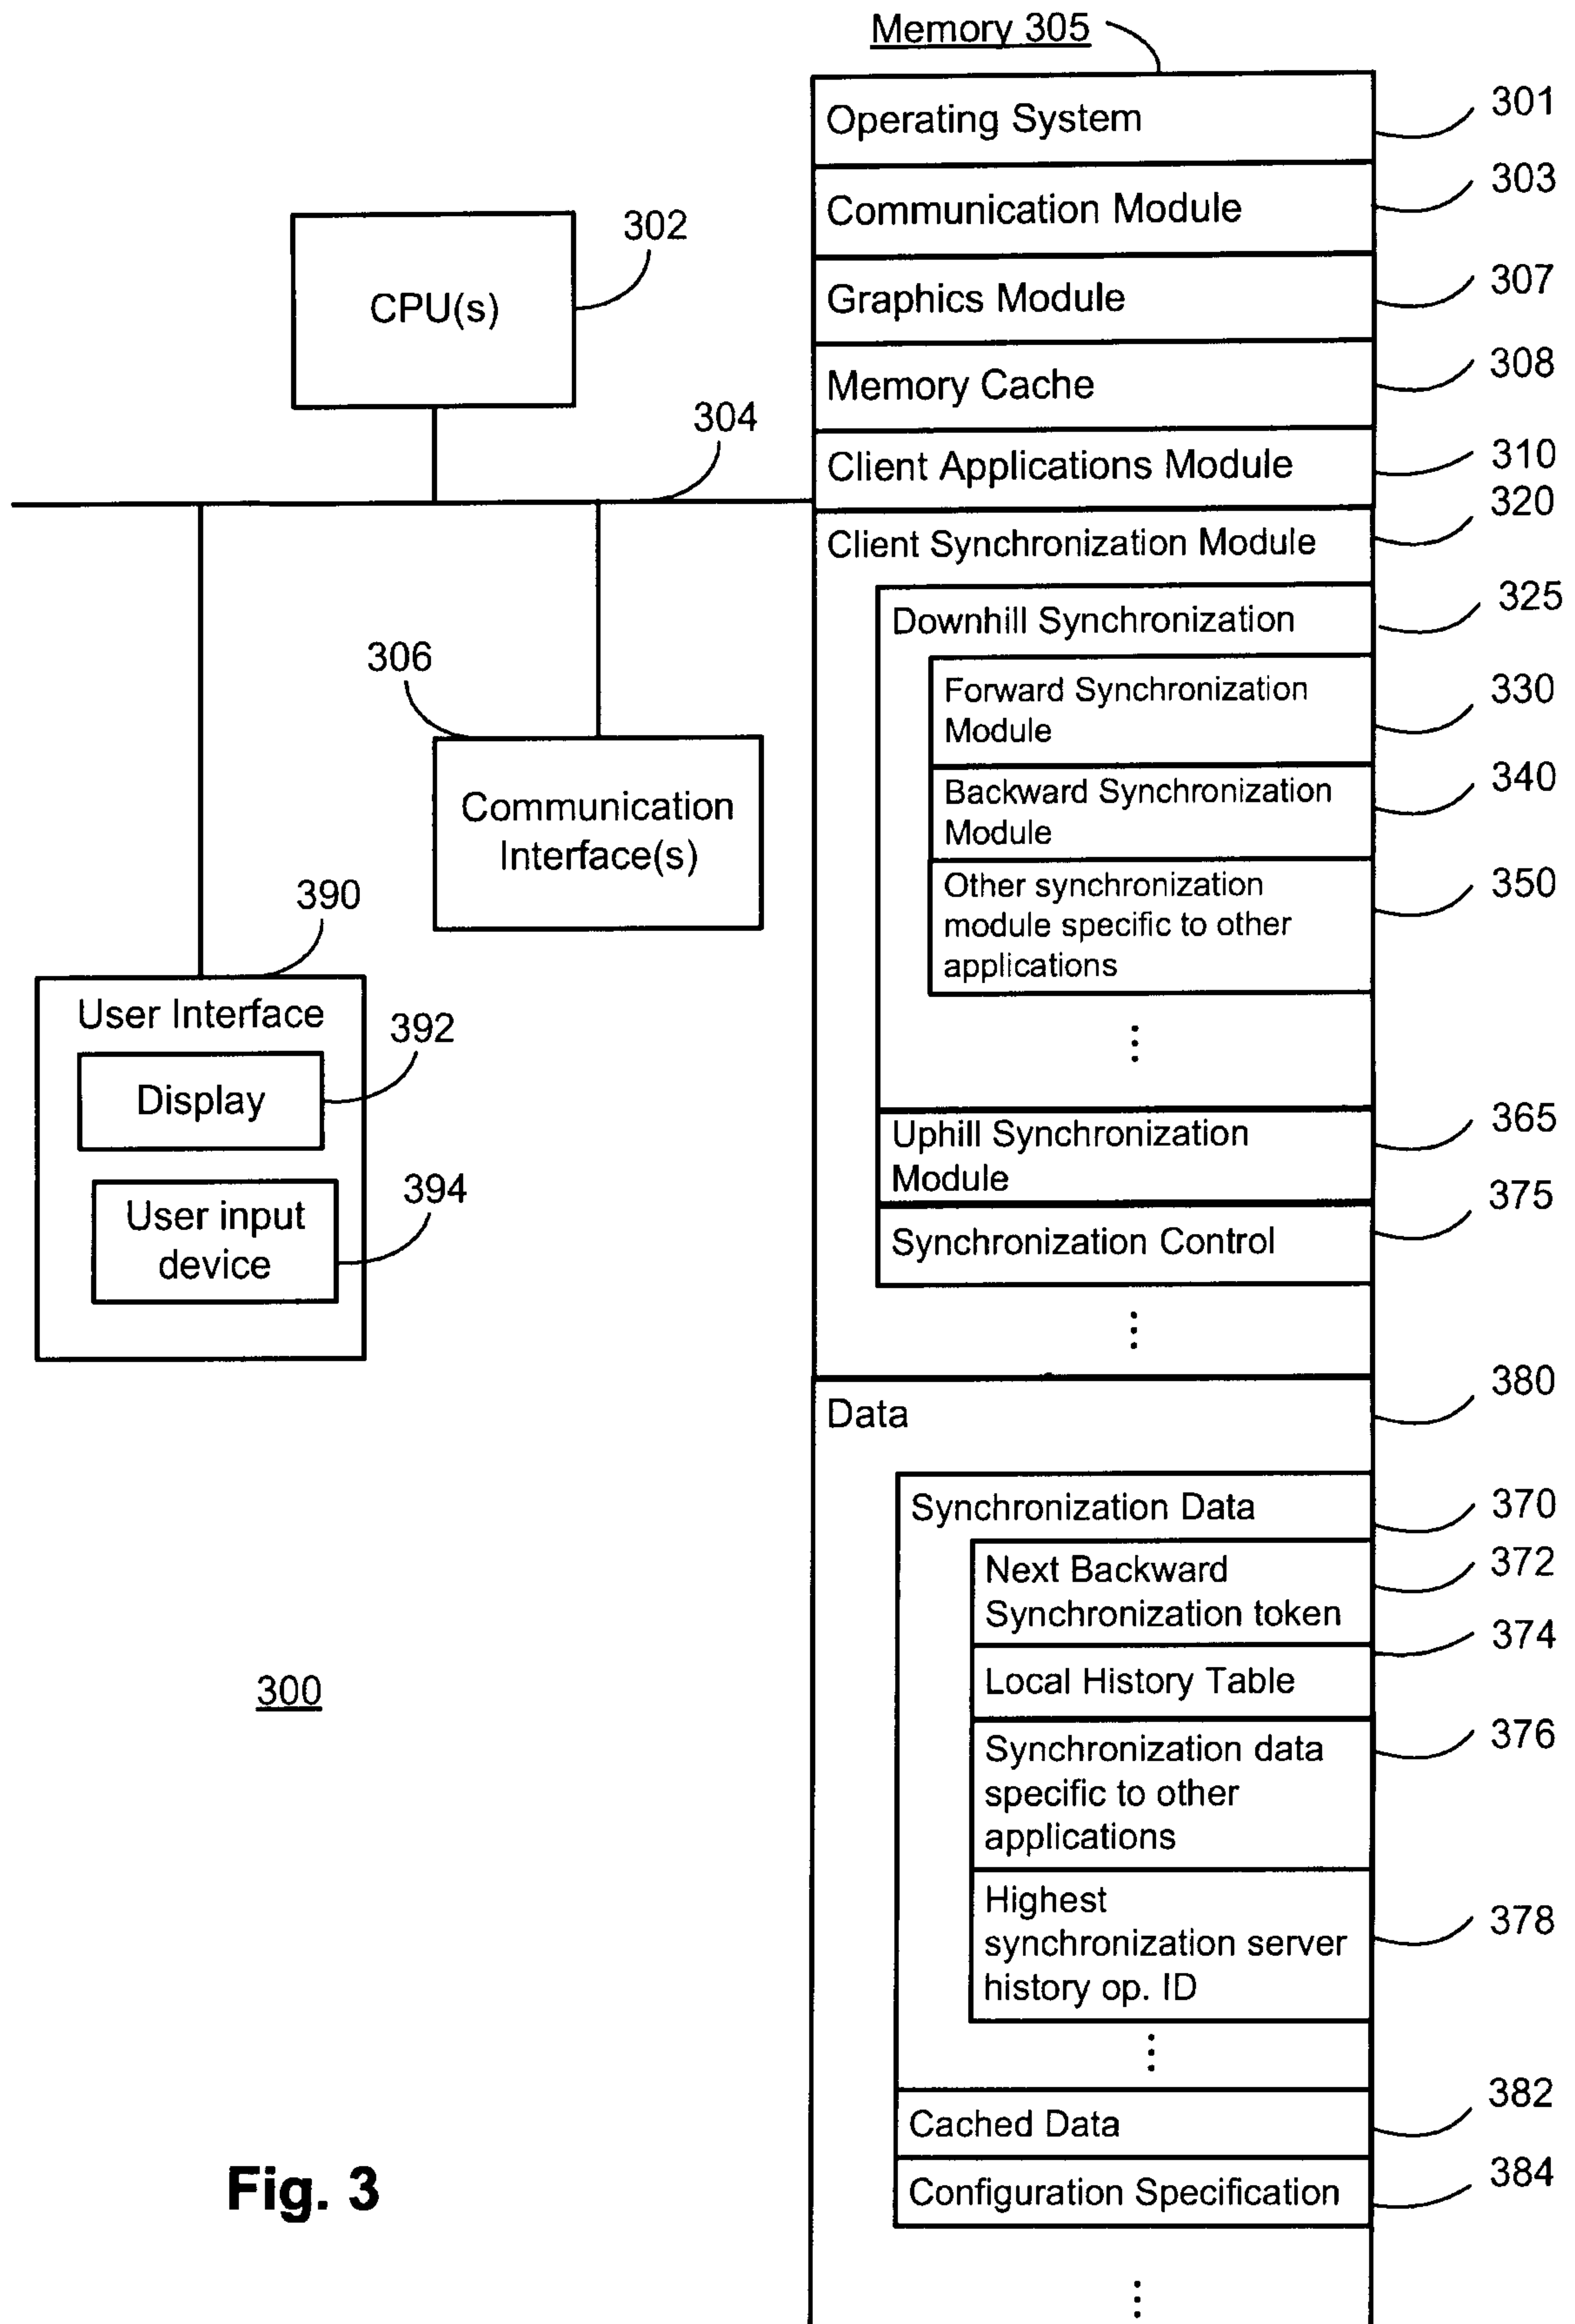 Memory 305
Operating System
301
Communication Module
303
Graphics Module
307
Memory Cache
308
Client Applications Module
310
Client Synchronization Module
320
Downhill Synchronization
325
Forward Synchronization
Module
330
Backward Synchronization
Module
340
Other synchronization
module specific to other
applications
350
Uphill Synchronization
Module
365
Synchronization Control
375
Data
380
Synchronization Data
370
Next Backward
Synchronization token
372
Local History Table
374
Synchronization data
specific to other
applications
376
Highest
synchronization server
history op. ID
378
Cached Data
382
Configuration Specification
384
CPU(s)
302
304
306
Communication
Interface(s)
390
User Interface
Display
392
User input
device
394
300
Fig. 3